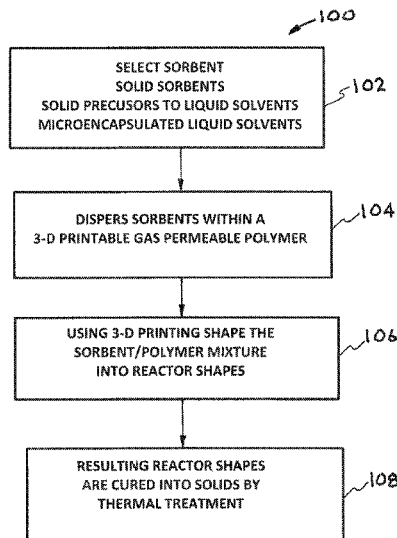 100
SELECT SORBENT
SOLID SORBENTS
SOLID PRECUSORS TO LIQUID SOLVENTS
MICROENCAPSULATED LIQUID SOLVENTS
102
DISPERS SORBENTS WITHIN A
3-D PRINTABLE GAS PERMEABLE POLYMER
104
USING 3-D PRINTING SHAPE THE
SORBENT/POLYMER MIXTURE
INTO REACTOR SHAPES
106
RESULTING REACTOR SHAPES
ARE CURED INTO SOLIDS BY
THERMAL TREATMENT
108